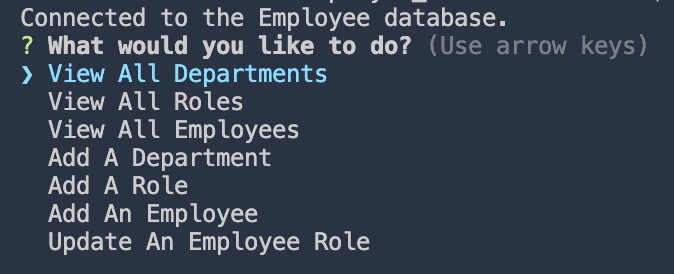 Connected to the Employee database.
? What would you like to do? (Use arrow keys)
❯ View All Departments
View All Roles
View All Employees
Add A Department
Add A Role
Add An Employee
Update An Employee Role